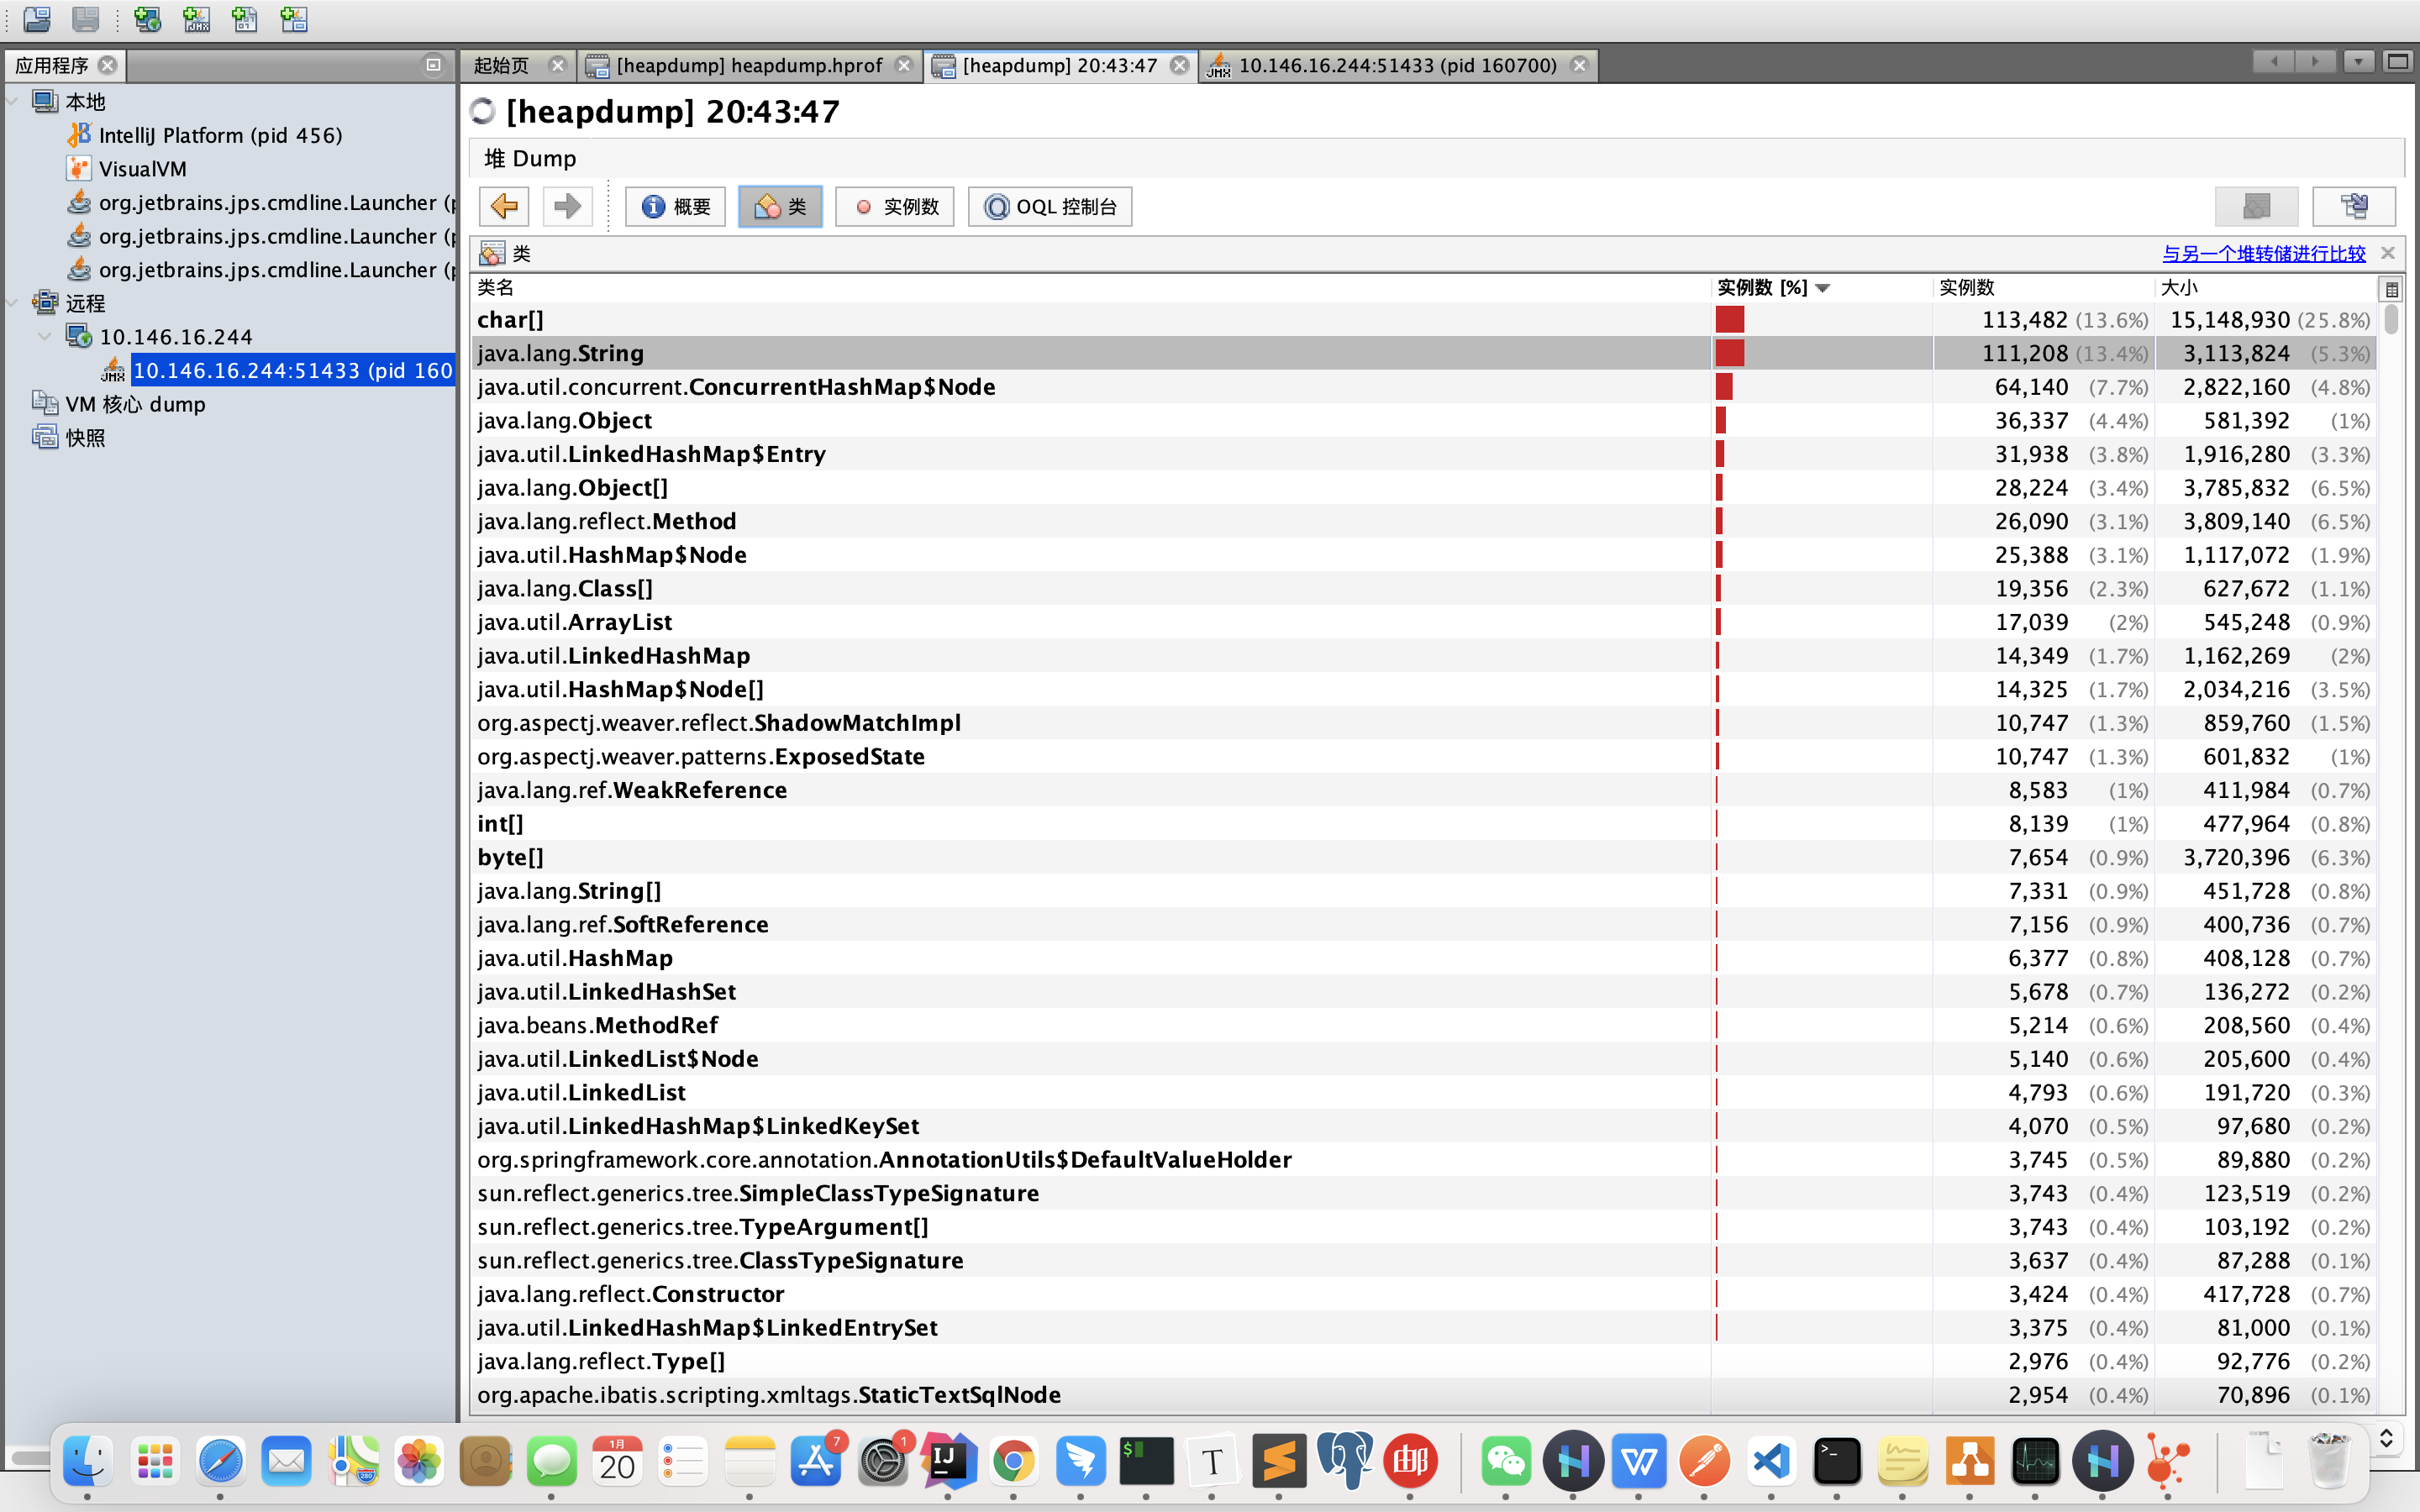 应用程序
起始页
[heapdump] heapdump.hprof
[heapdump] 20:43:47
10.146.16.244:51433 (pid 160700)
本地
IntelliJ Platform (pid 456)
VisualVM
org.jetbrains.jps.cmdline.Launcher (p
org.jetbrains.jps.cmdline.Launcher (p
org.jetbrains.jps.cmdline.Launcher (p
远程
10.146.16.244
10.146.16.244:51433 (pid 160
VM 核心 dump
快照
[heapdump] 20:43:47
堆 Dump
概要
类
实例数
OQL 控制台
类
与另一个堆转储进行比较
类名 实例数 [%] 实例数 大小
char[] 113,482 (13.6%) 15,148,930 (25.8%)
java.lang.String 111,208 (13.4%) 3,113,824 (5.3%)
java.util.concurrent.ConcurrentHashMap$Node 64,140 (7.7%) 2,822,160 (4.8%)
java.lang.Object 36,337 (4.4%) 581,392 (1%)
java.util.LinkedHashMap$Entry 31,938 (3.8%) 1,916,280 (3.3%)
java.lang.Object[] 28,224 (3.4%) 3,785,832 (6.5%)
java.lang.reflect.Method 26,090 (3.1%) 3,809,140 (6.5%)
java.util.HashMap$Node 25,388 (3.1%) 1,117,072 (1.9%)
java.lang.Class[] 19,356 (2.3%) 627,672 (1.1%)
java.util.ArrayList 17,039 (2%) 545,248 (0.9%)
java.util.LinkedHashMap 14,349 (1.7%) 1,162,269 (2%)
java.util.HashMap$Node[] 14,325 (1.7%) 2,034,216 (3.5%)
org.aspectj.weaver.reflect.ShadowMatchImpl 10,747 (1.3%) 859,760 (1.5%)
org.aspectj.weaver.patterns.ExposedState 10,747 (1.3%) 601,832 (1%)
java.lang.ref.WeakReference 8,583 (1%) 411,984 (0.7%)
int[] 8,139 (1%) 477,964 (0.8%)
byte[] 7,654 (0.9%) 3,720,396 (6.3%)
java.lang.String[] 7,331 (0.9%) 451,728 (0.8%)
java.lang.ref.SoftReference 7,156 (0.9%) 400,736 (0.7%)
java.util.HashMap 6,377 (0.8%) 408,128 (0.7%)
java.util.LinkedHashSet 5,678 (0.7%) 136,272 (0.2%)
java.beans.MethodRef 5,214 (0.6%) 208,560 (0.4%)
java.util.LinkedList$Node 5,140 (0.6%) 205,600 (0.4%)
java.util.LinkedList 4,793 (0.6%) 191,720 (0.3%)
java.util.LinkedHashMap$LinkedKeySet 4,070 (0.5%) 97,680 (0.2%)
org.springframework.core.annotation.AnnotationUtils$DefaultValueHolder 3,745 (0.5%) 89,880 (0.2%)
sun.reflect.generics.tree.SimpleClassTypeSignature 3,743 (0.4%) 123,519 (0.2%)
sun.reflect.generics.tree.TypeArgument[] 3,743 (0.4%) 103,192 (0.2%)
sun.reflect.generics.tree.ClassTypeSignature 3,637 (0.4%) 87,288 (0.1%)
java.lang.reflect.Constructor 3,424 (0.4%) 417,728 (0.7%)
java.util.LinkedHashMap$LinkedEntrySet 3,375 (0.4%) 81,000 (0.1%)
java.lang.reflect.Type[] 2,976 (0.4%) 92,776 (0.2%)
org.apache.ibatis.scripting.xmltags.StaticTextSqlNode 2,954 (0.4%) 70,896 (0.1%)
1月
20
7
1
IJ
$
T
邮